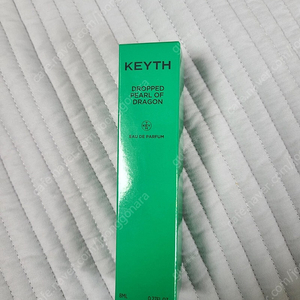 KEYTH
DROPPED
PEARL OF
DRAGON
EAU DE PARFUM